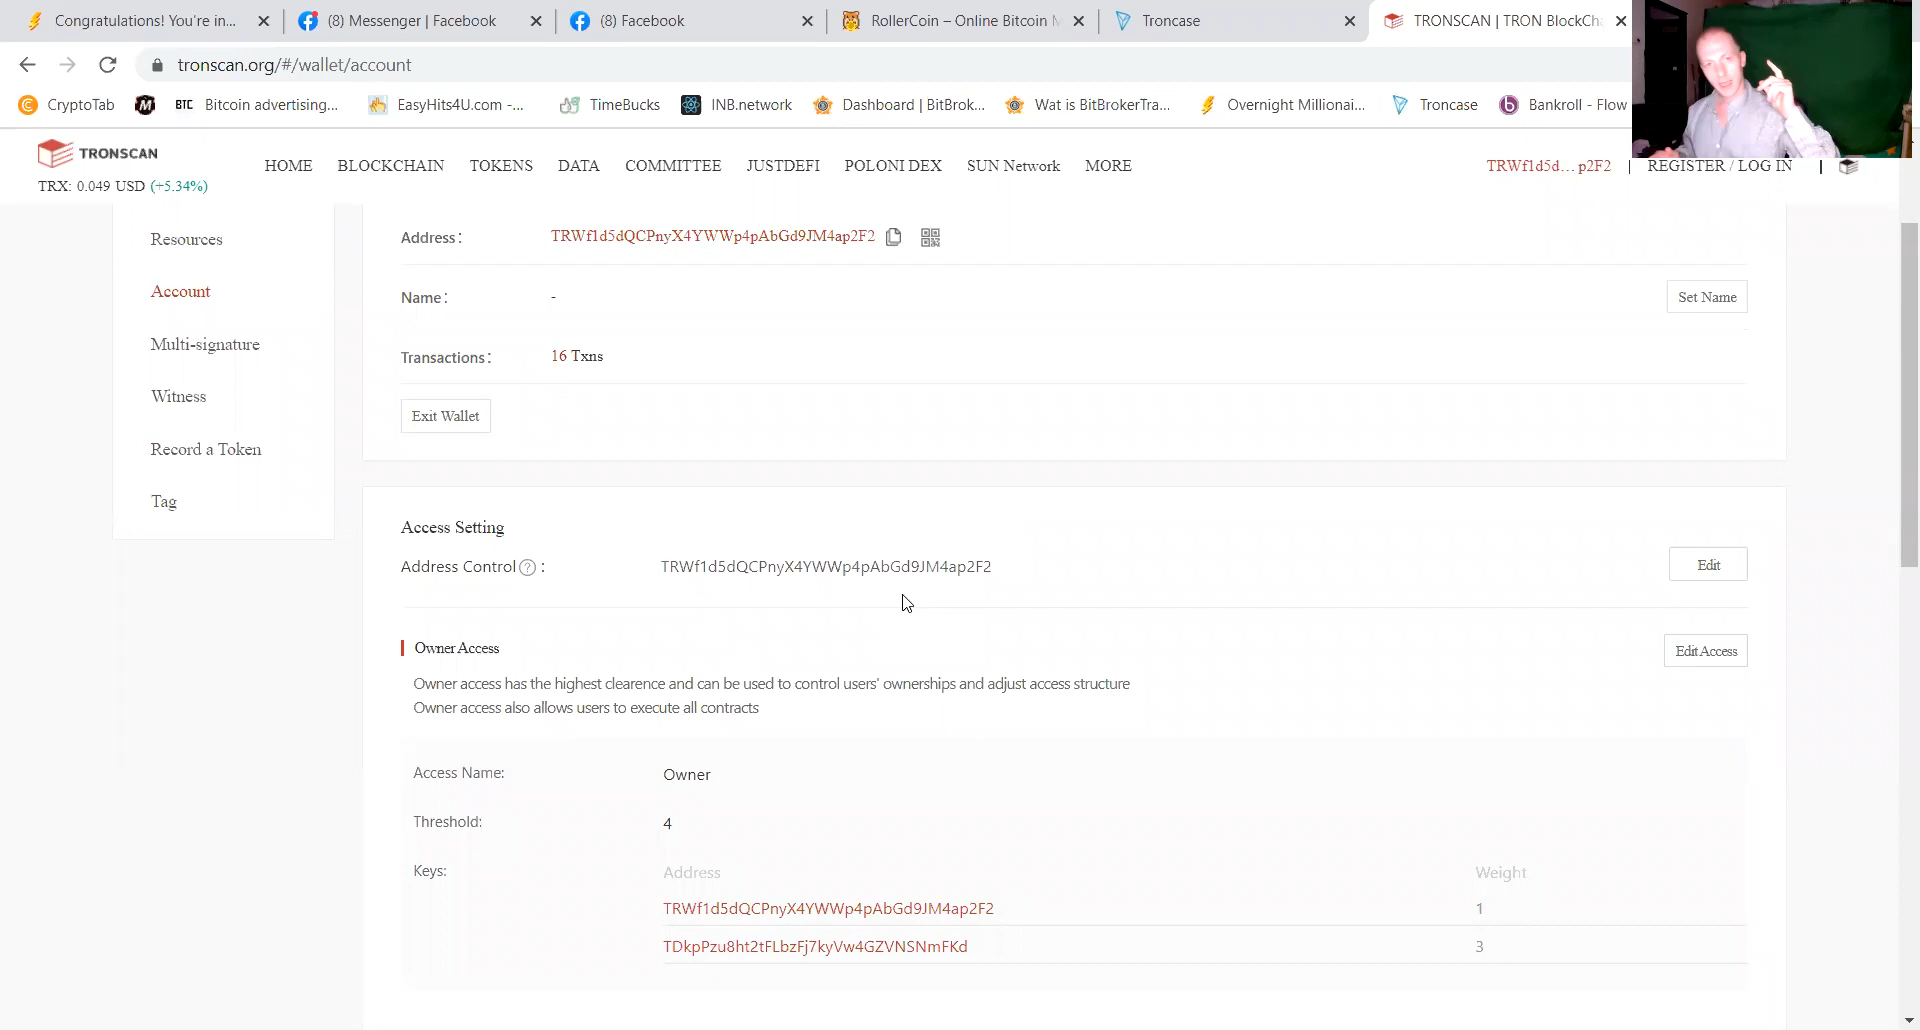 Congratulations! You're in...
(8) Messenger | Facebook
(8) Facebook
RollerCoin – Online Bitcoin
Troncase
TRONSCAN | TRON BlockCh
tronscan.org/#/wallet/account
CryptoTab
M
BTC Bitcoin advertising...
EasyHits4U.com -...
TimeBucks
INB.network
Dashboard | BitBrok...
Wat is BitBrokerTra...
Overnight Millionai...
Troncase
b
Bankroll - Flow
TRONSCAN
TRX: 0.049 USD (+5.34%)
HOME
BLOCKCHAIN
TOKENS
DATA
COMMITTEE
JUSTDEFI
POLONI DEX
SUN Network
MORE
TRWf1d5d... p2F2
REGISTER / LOG IN
Resources
Account
Multi-signature
Witness
Record a Token
Tag
Address: TRWf1d5dQCPnyX4YWWp4pAbGd9JM4ap2F2
Name: -
Set Name
Transactions: 16 Txns
Exit Wallet
Access Setting
Address Control ? : TRWf1d5dQCPnyX4YWWp4pAbGd9JM4ap2F2
Edit
Owner Access
Edit Access
Owner access has the highest clearence and can be used to control users' ownerships and adjust access structure
Owner access also allows users to execute all contracts
Access Name: Owner
Threshold: 4
Keys: Address Weight
TRWf1d5dQCPnyX4YWWp4pAbGd9JM4ap2F2 1
TDkpPzu8ht2tFLbzFj7kyVw4GZVNSNmFKd 3